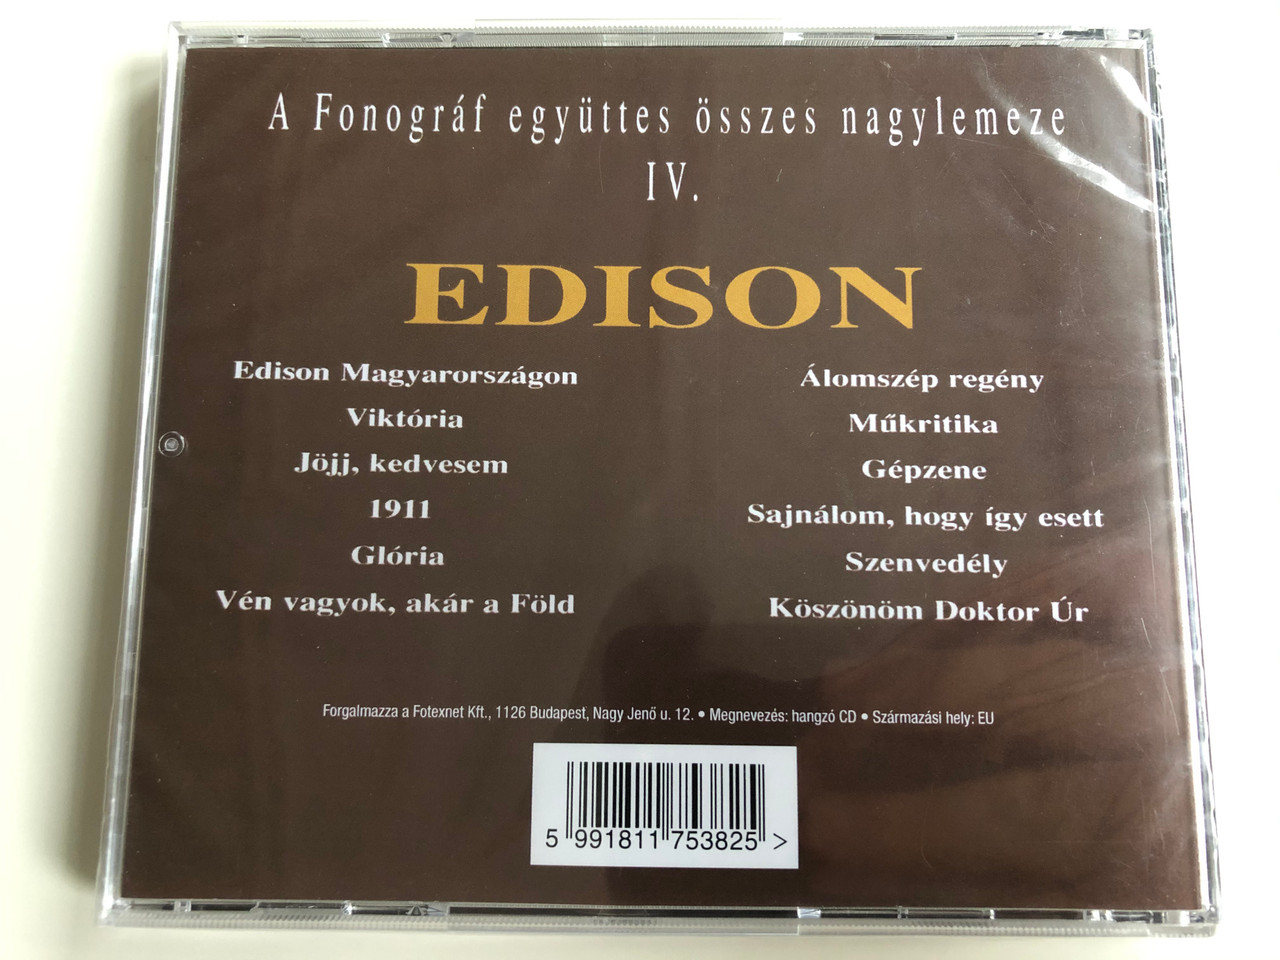 A Fonográf együttes összes nagylemeze
IV.
EDISON
Edison Magyarországon
Viktória
Jöjj, kedvesem
1911
Glória
Vén vagyok, akár a Föld
Álomszép regény
Műkritika
Gépzene
Sajnálom, hogy így esett
Szenvedély
Köszönöm Doktor Úr
Forgalmazza a Fotexnet Kft., 1126 Budapest, Nagy Jenő u. 12. • Megnevezés: hangzó CD • Származási hely: EU
5 991811 753825 >